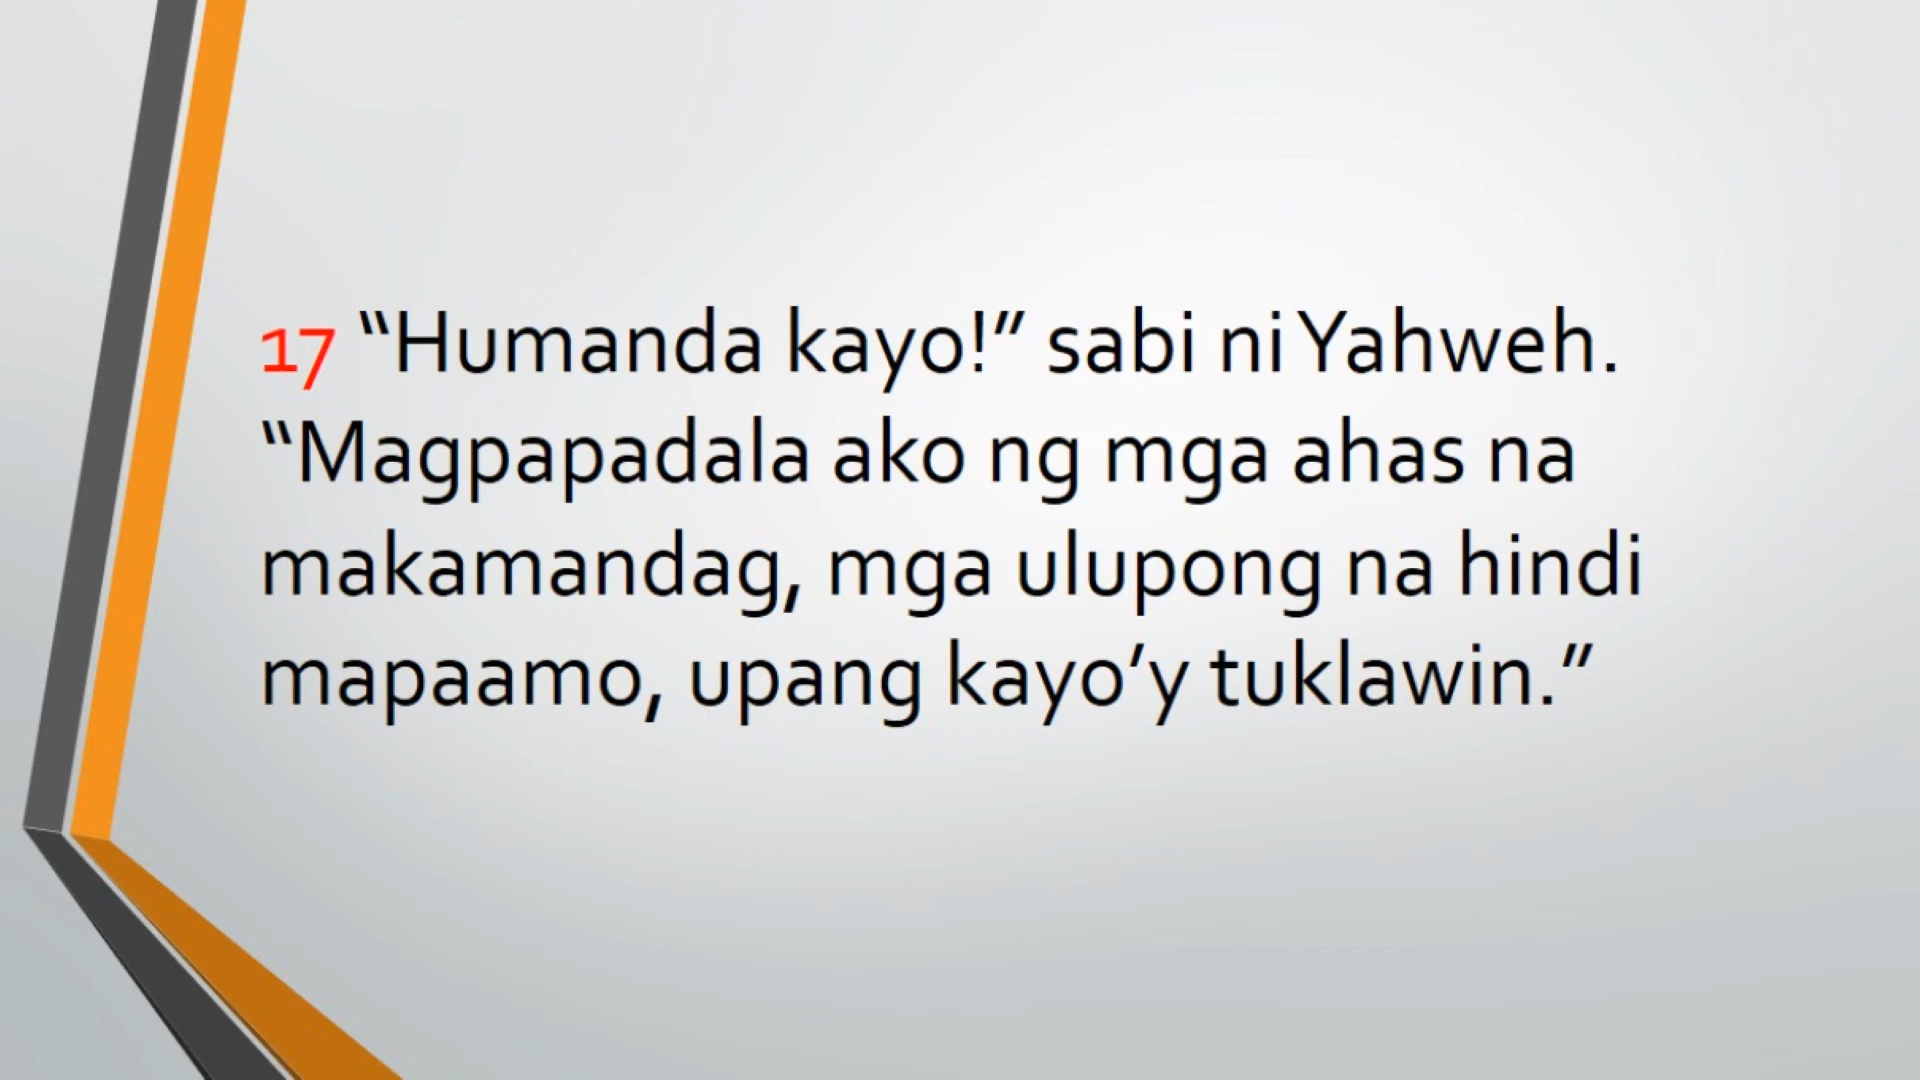 17 “Humanda kayo!” sabi ni Yahweh.
“Magpapadala ako ng mga ahas na
makamandag, mga ulupong na hindi
mapaamo, upang kayo’y tuklawin.”